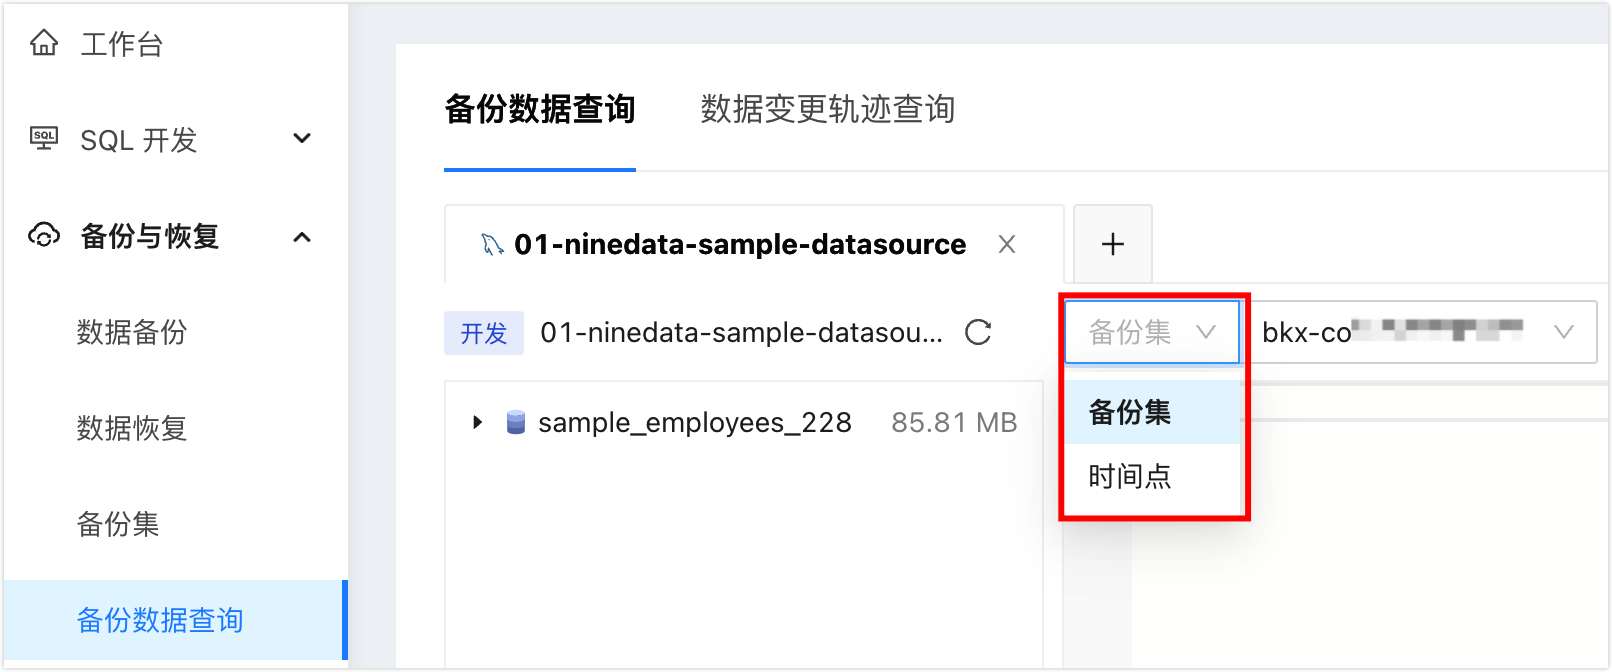 工作台
SQL
SQL 开发
备份与恢复
数据备份
数据恢复
备份集
备份数据查询
备份数据查询
数据变更轨迹查询
01-ninedata-sample-datasource
开发
01-ninedata-sample-datasou...
备份集
bkx-co
备份集
时间点
sample_employees_228
85.81 MB